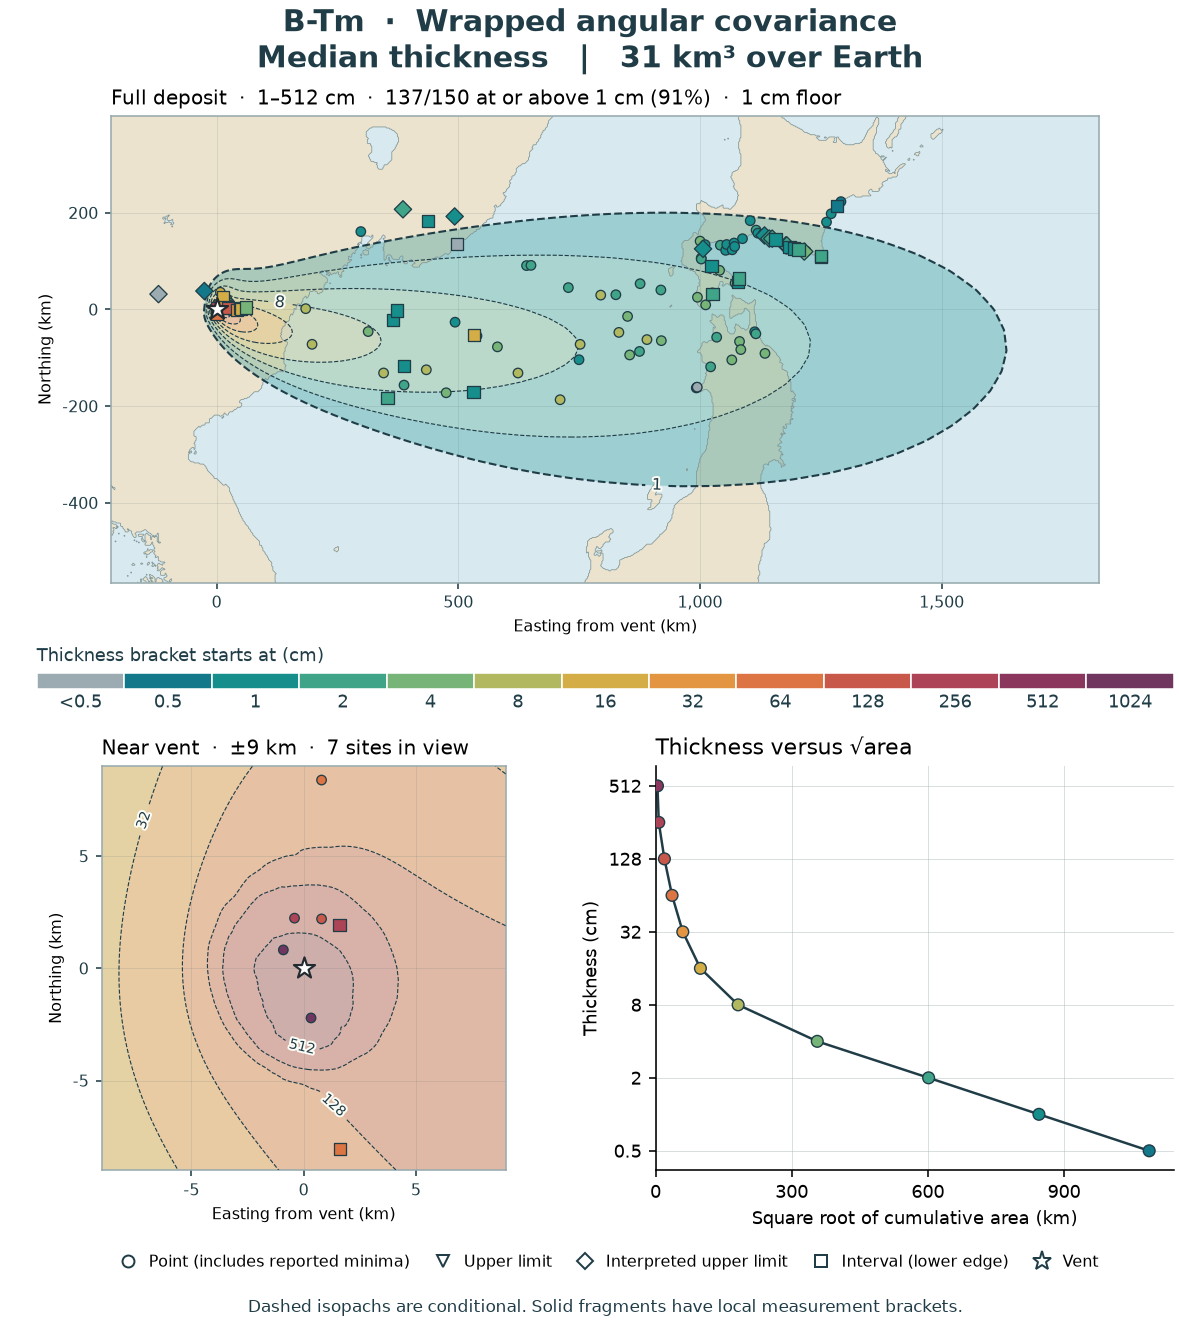 B-Tm · Wrapped angular covariance
Median thickness | 31 km³ over Earth
Full deposit · 1–512 cm · 137/150 at or above 1 cm (91%) · 1 cm floor
Northing (km)
200
0
-200
-400
8
1
0
500
1,000
1,500
Easting from vent (km)
Thickness bracket starts at (cm)
<0.5 0.5 1 2 4 8 16 32 64 128 256 512 1024
Near vent · ±9 km · 7 sites in view
Northing (km)
5
0
-5
32
512
128
-5 0 5
Easting from vent (km)
Thickness versus √area
Thickness (cm)
512
128
32
8
2
0.5
0 300 600 900
Square root of cumulative area (km)
Point (includes reported minima) Upper limit Interpreted upper limit Interval (lower edge) Vent
Dashed isopachs are conditional. Solid fragments have local measurement brackets.